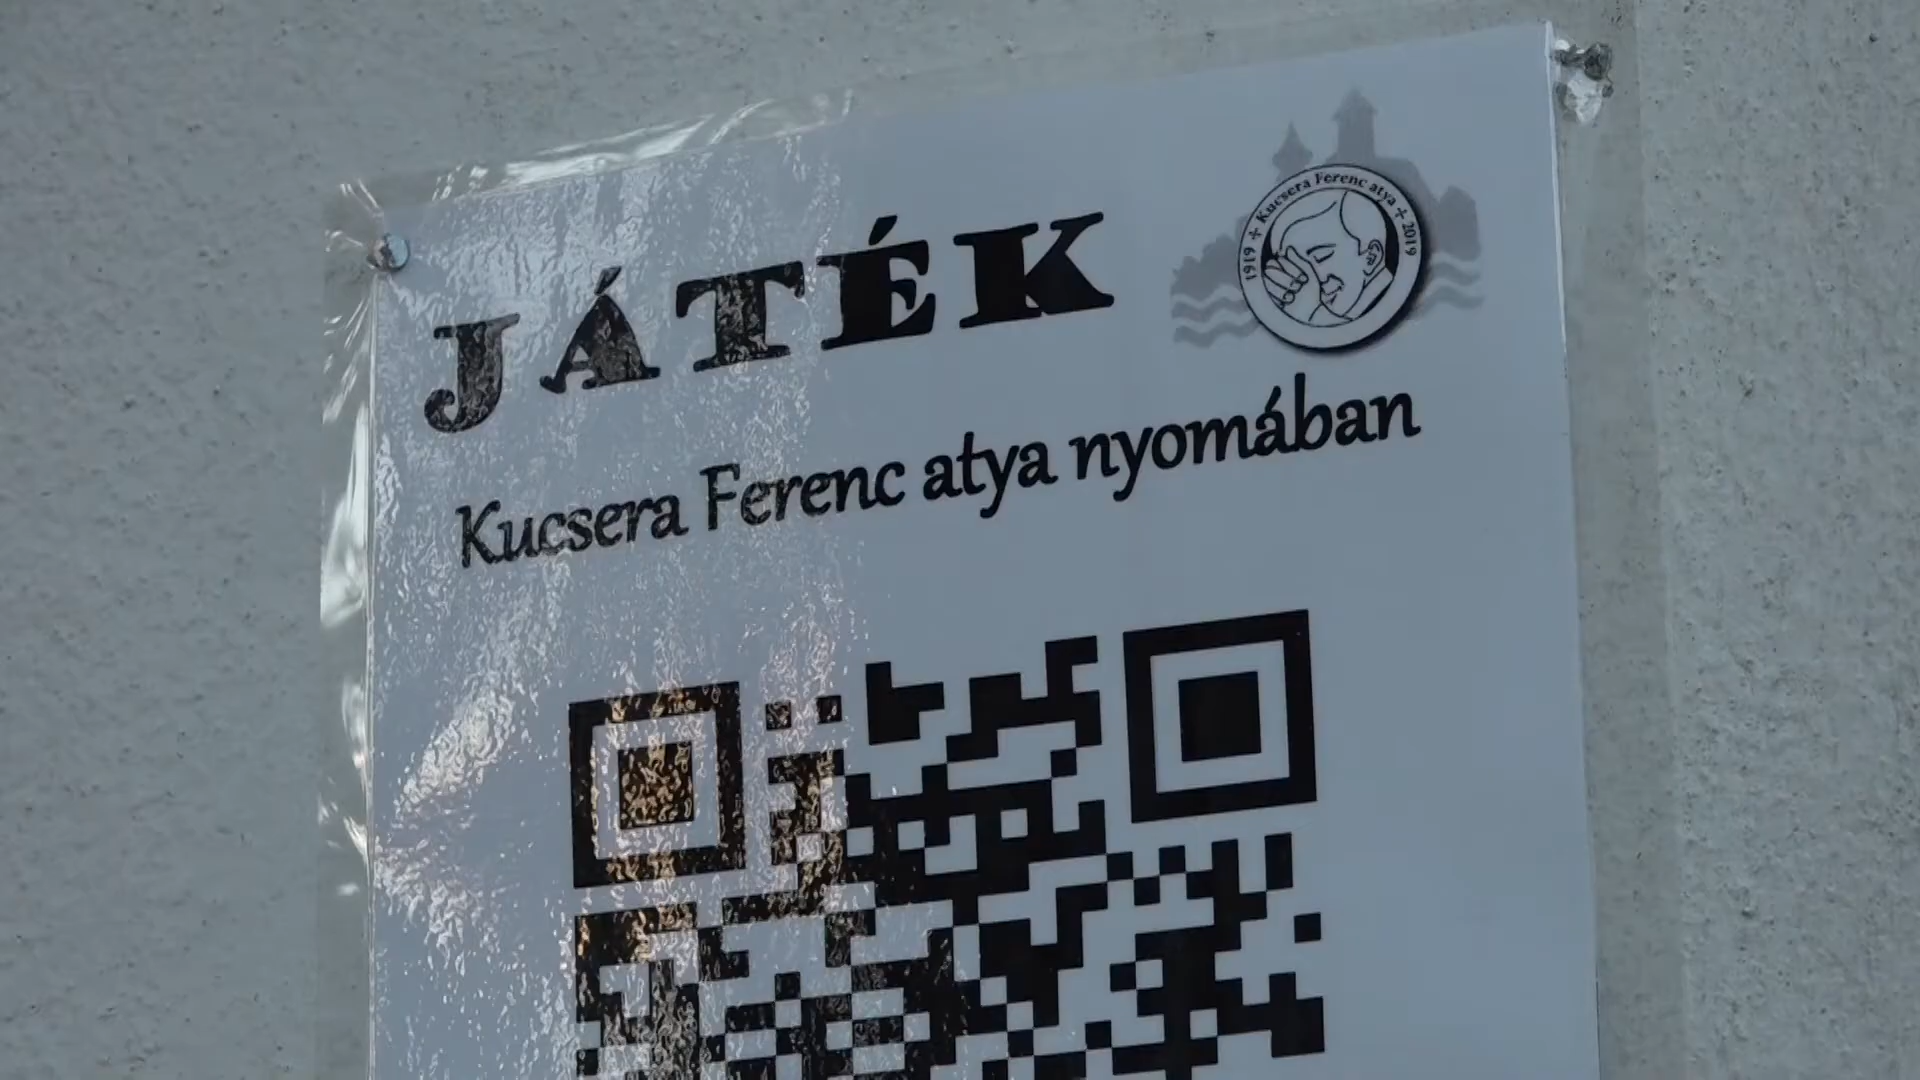 JÁTÉK
1919 + Kucsera Ferenc atya + 2019
Kucsera Ferenc atya nyomában